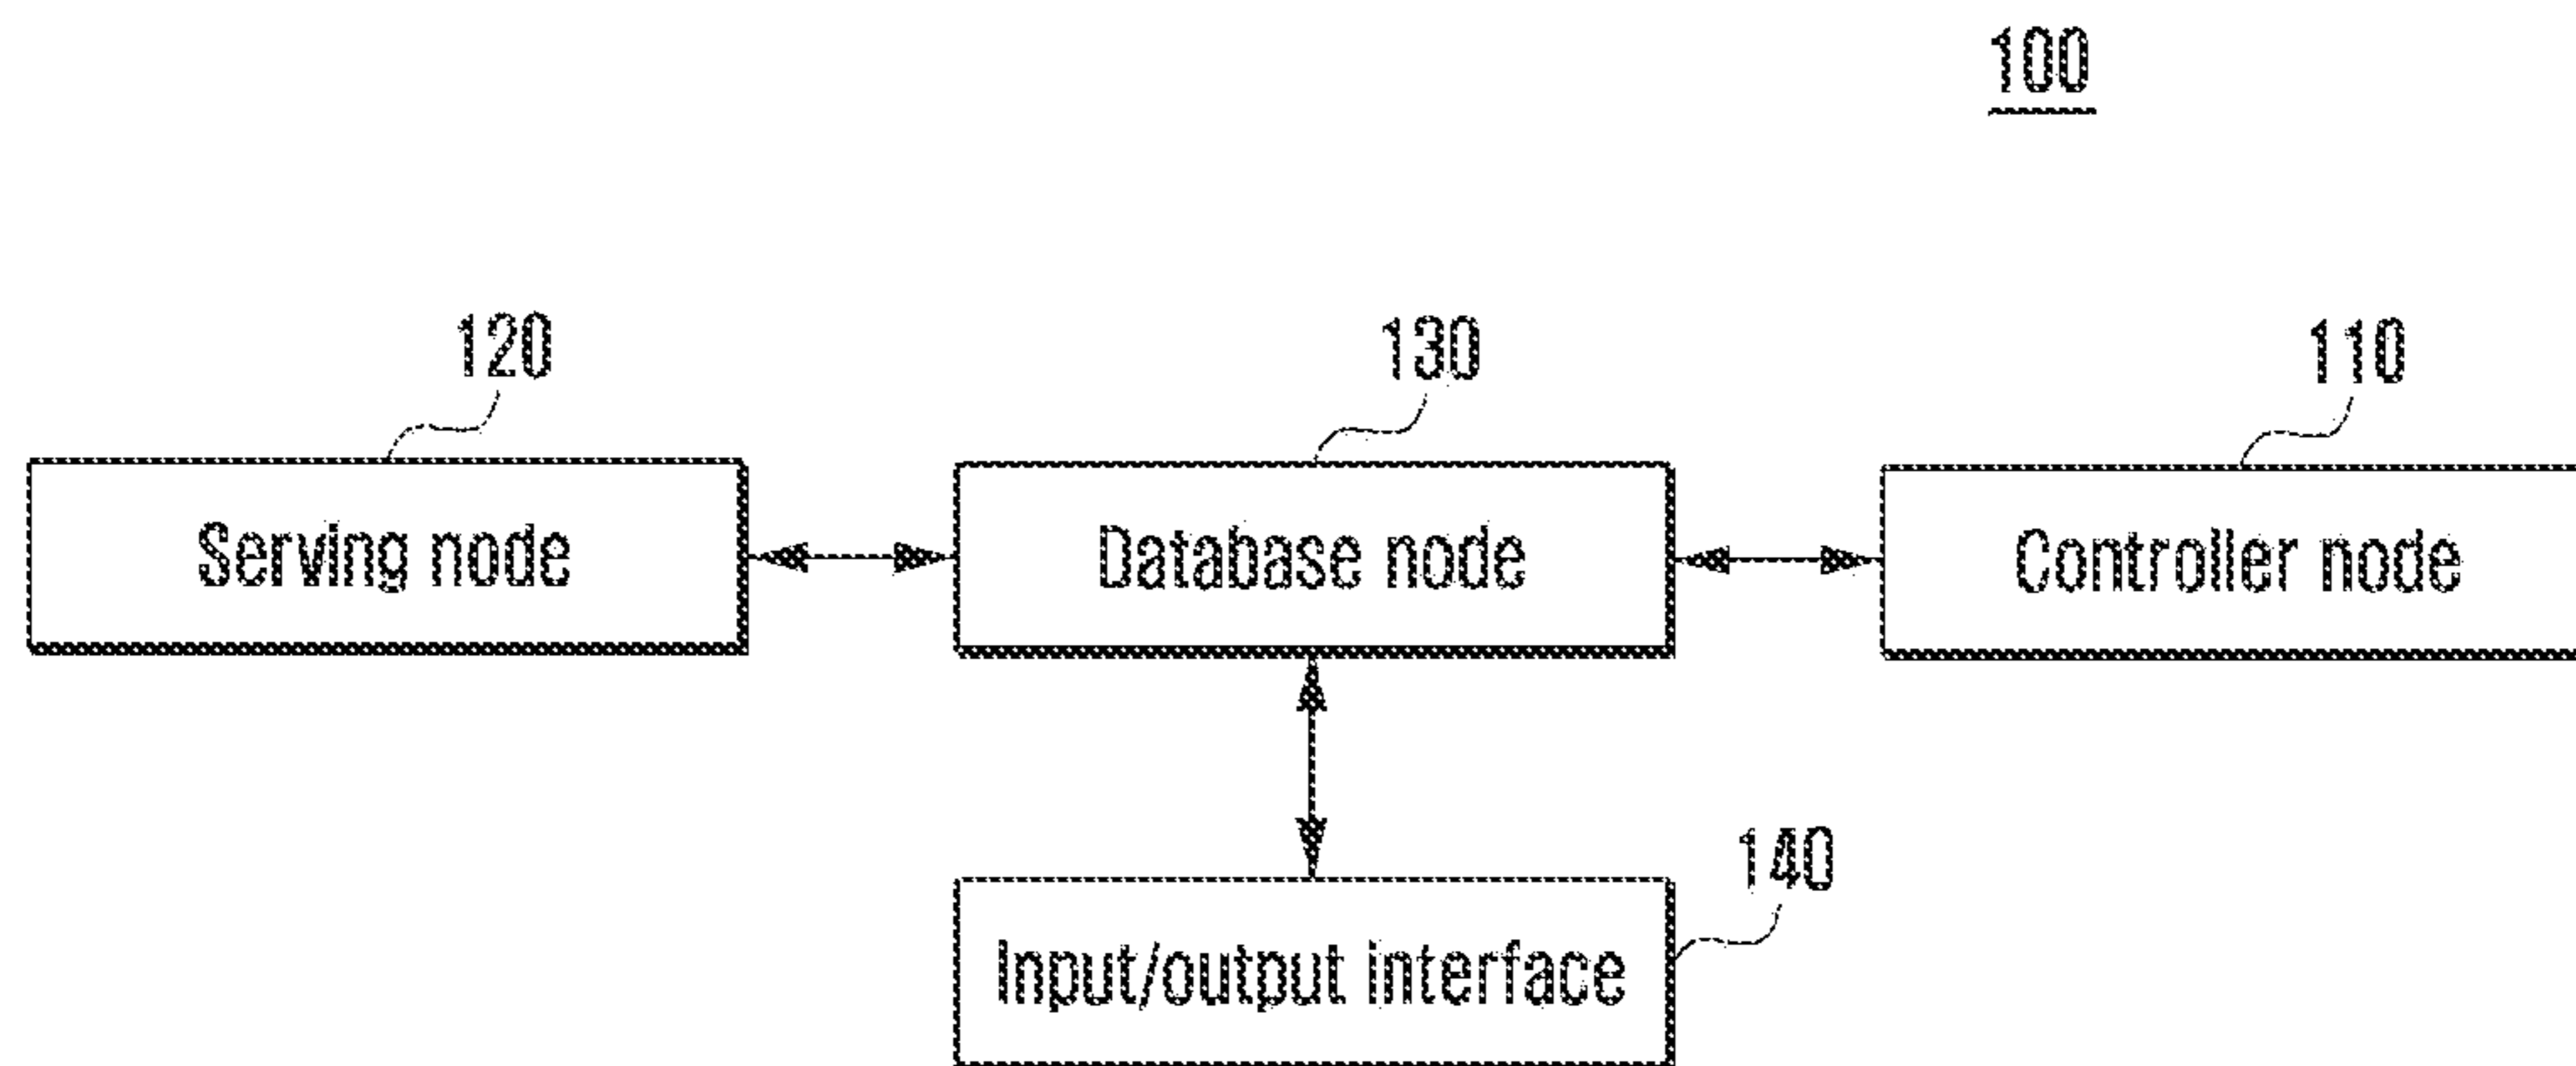 100
120
130
110
Serving node
Database node
Controller node
140
Input/output interface